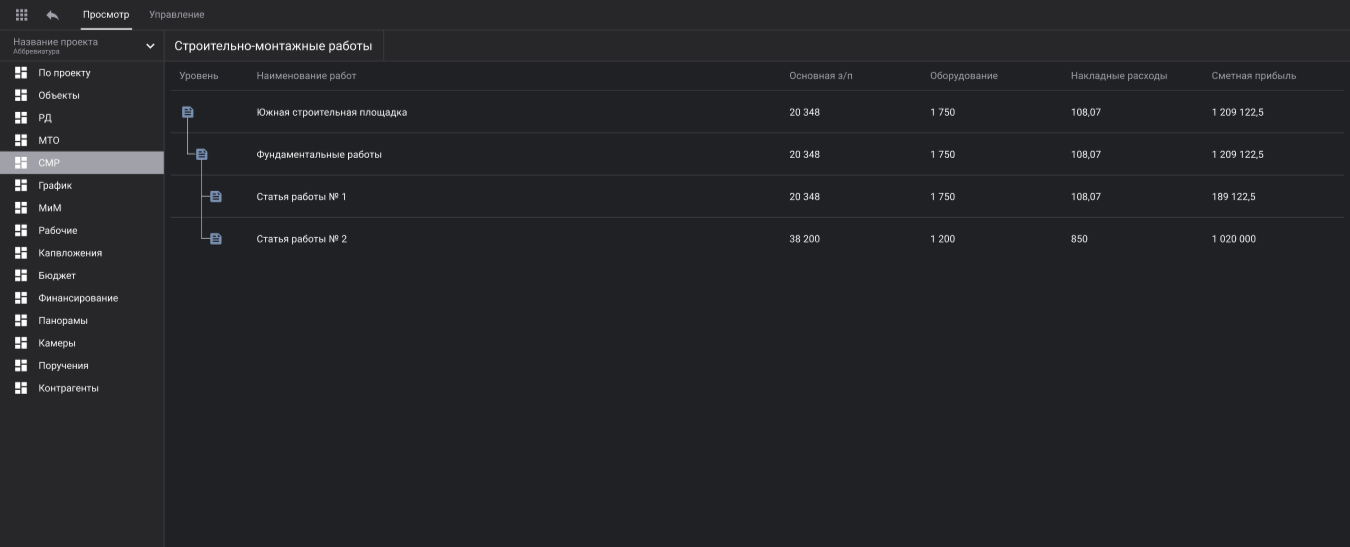 Просмотр Управление
Название проекта
Аббревиатура
Строительно-монтажные работы
По проекту
Объекты
РД
МТО
СМР
График
МиМ
Рабочие
Капвложения
Бюджет
Финансирование
Панорамы
Камеры
Поручения
Контрагенты
Уровень Наименование работ Основная з/п Оборудование Накладные расходы Сметная прибыль
Южная строительная площадка 20 348 1 750 108,07 1 209 122,5
Фундаментальные работы 20 348 1 750 108,07 1 209 122,5
Статья работы № 1 20 348 1 750 108,07 189 122,5
Статья работы № 2 38 200 1 200 850 1 020 000